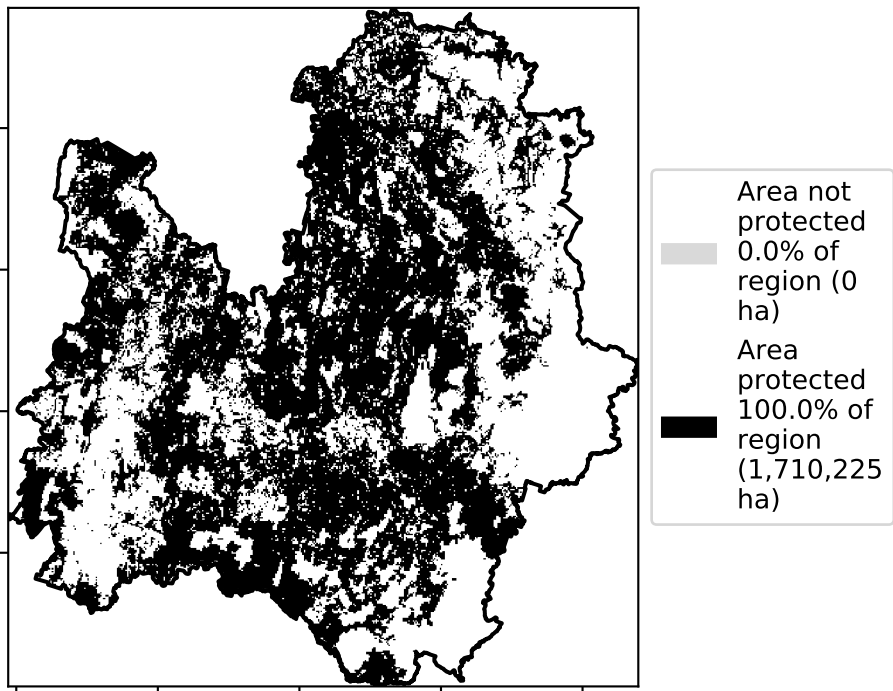 Area not
protected
0.0% of
region (0
ha)
Area
protected
100.0% of
region
(1,710,225
ha)